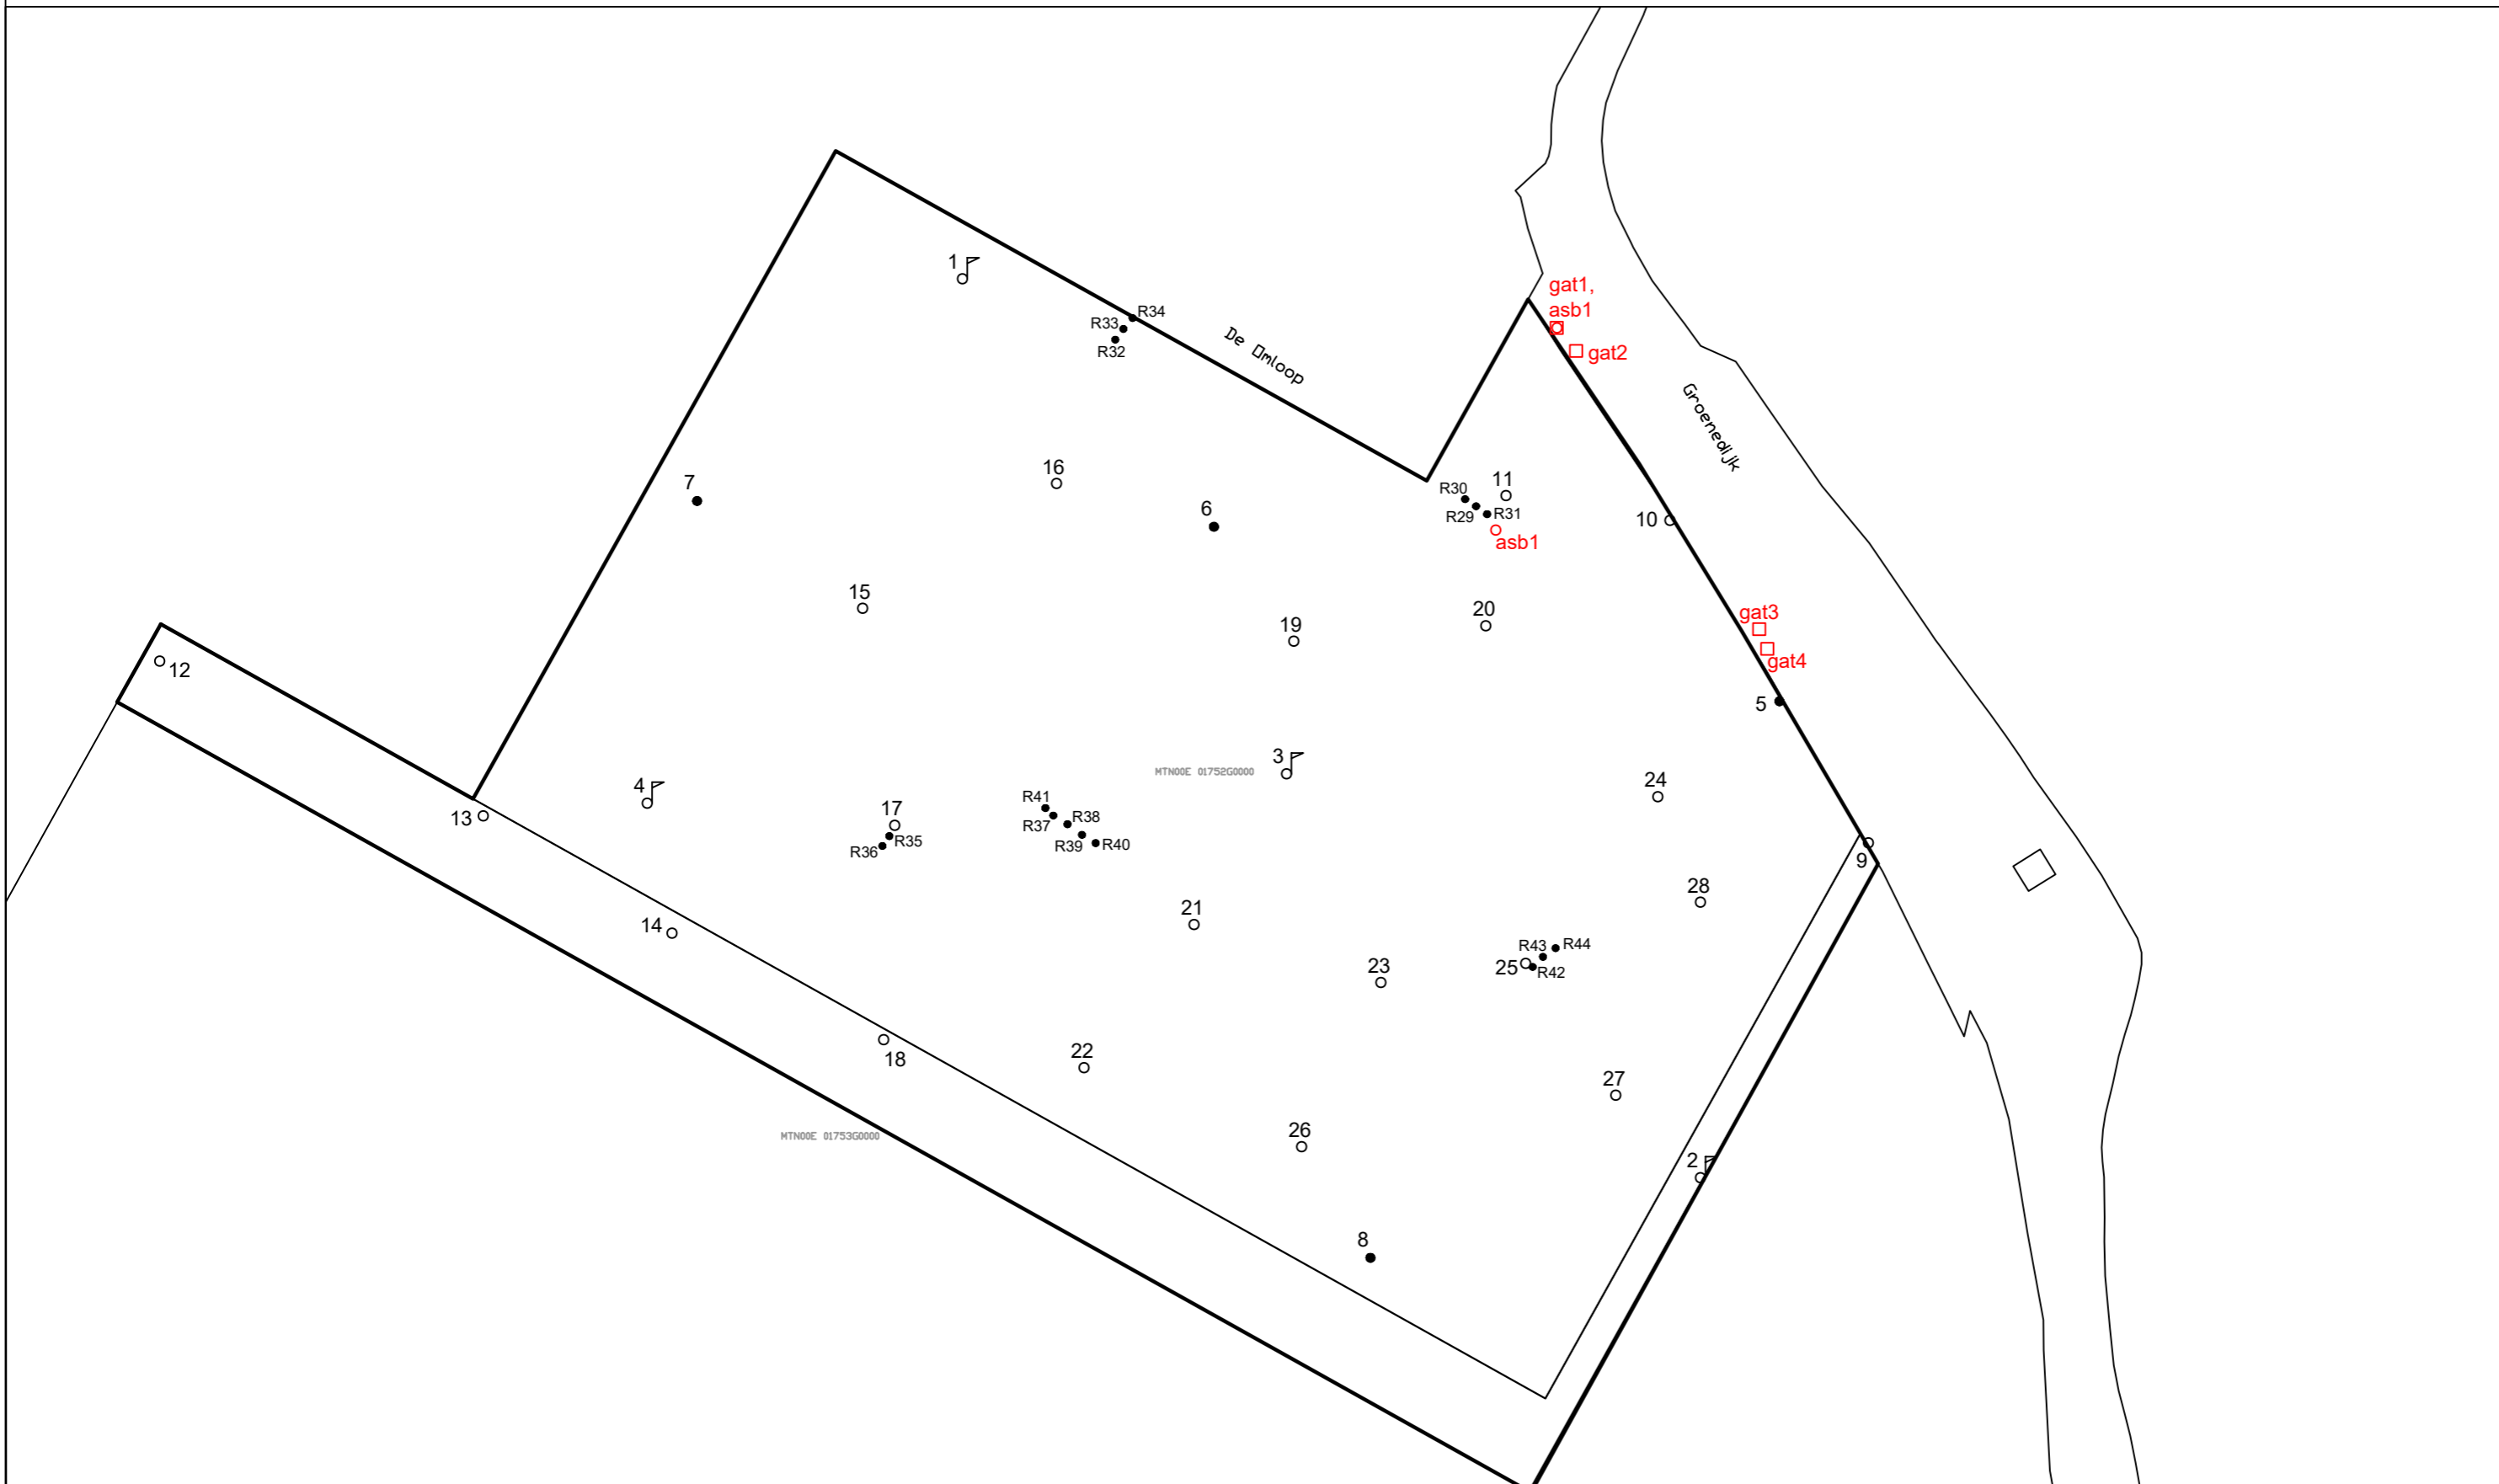 1
gat1,
asb1
R34
R33
R32
De Omloop
gat2
Groenedijk
16
7
6
11
R30
R29
R31
10
asb1
15
20
19
gat3
12
gat4
5
3
MTN00E 01752G0000
24
4
R41
17
13
R37
R38
R35
R36
R39
R40
9
28
21
14
R43
R44
25
R42
23
22
18
27
26
MTN00E 01753G0000
2
8